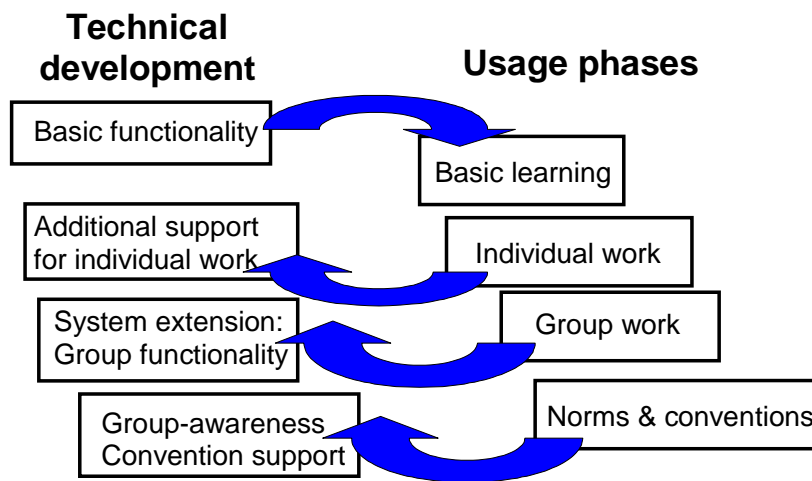 Technical
development
Usage phases
Basic functionality
Basic learning
Additional support
for individual work
Individual work
System extension:
Group functionality
Group work
Group-awareness
Convention support
Norms & conventions